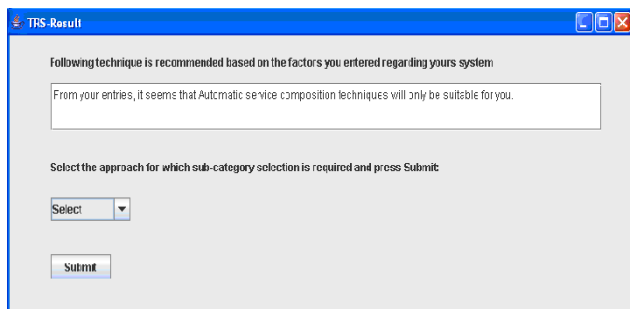 TRS-Result
Following technique is recommended based on the factors you entered regarding yours system
From your entries, it seems that Automatic service composition techniques will only be suitable for you.
Select the approach for which sub-category selection is required and press Submit:
Select
Submit